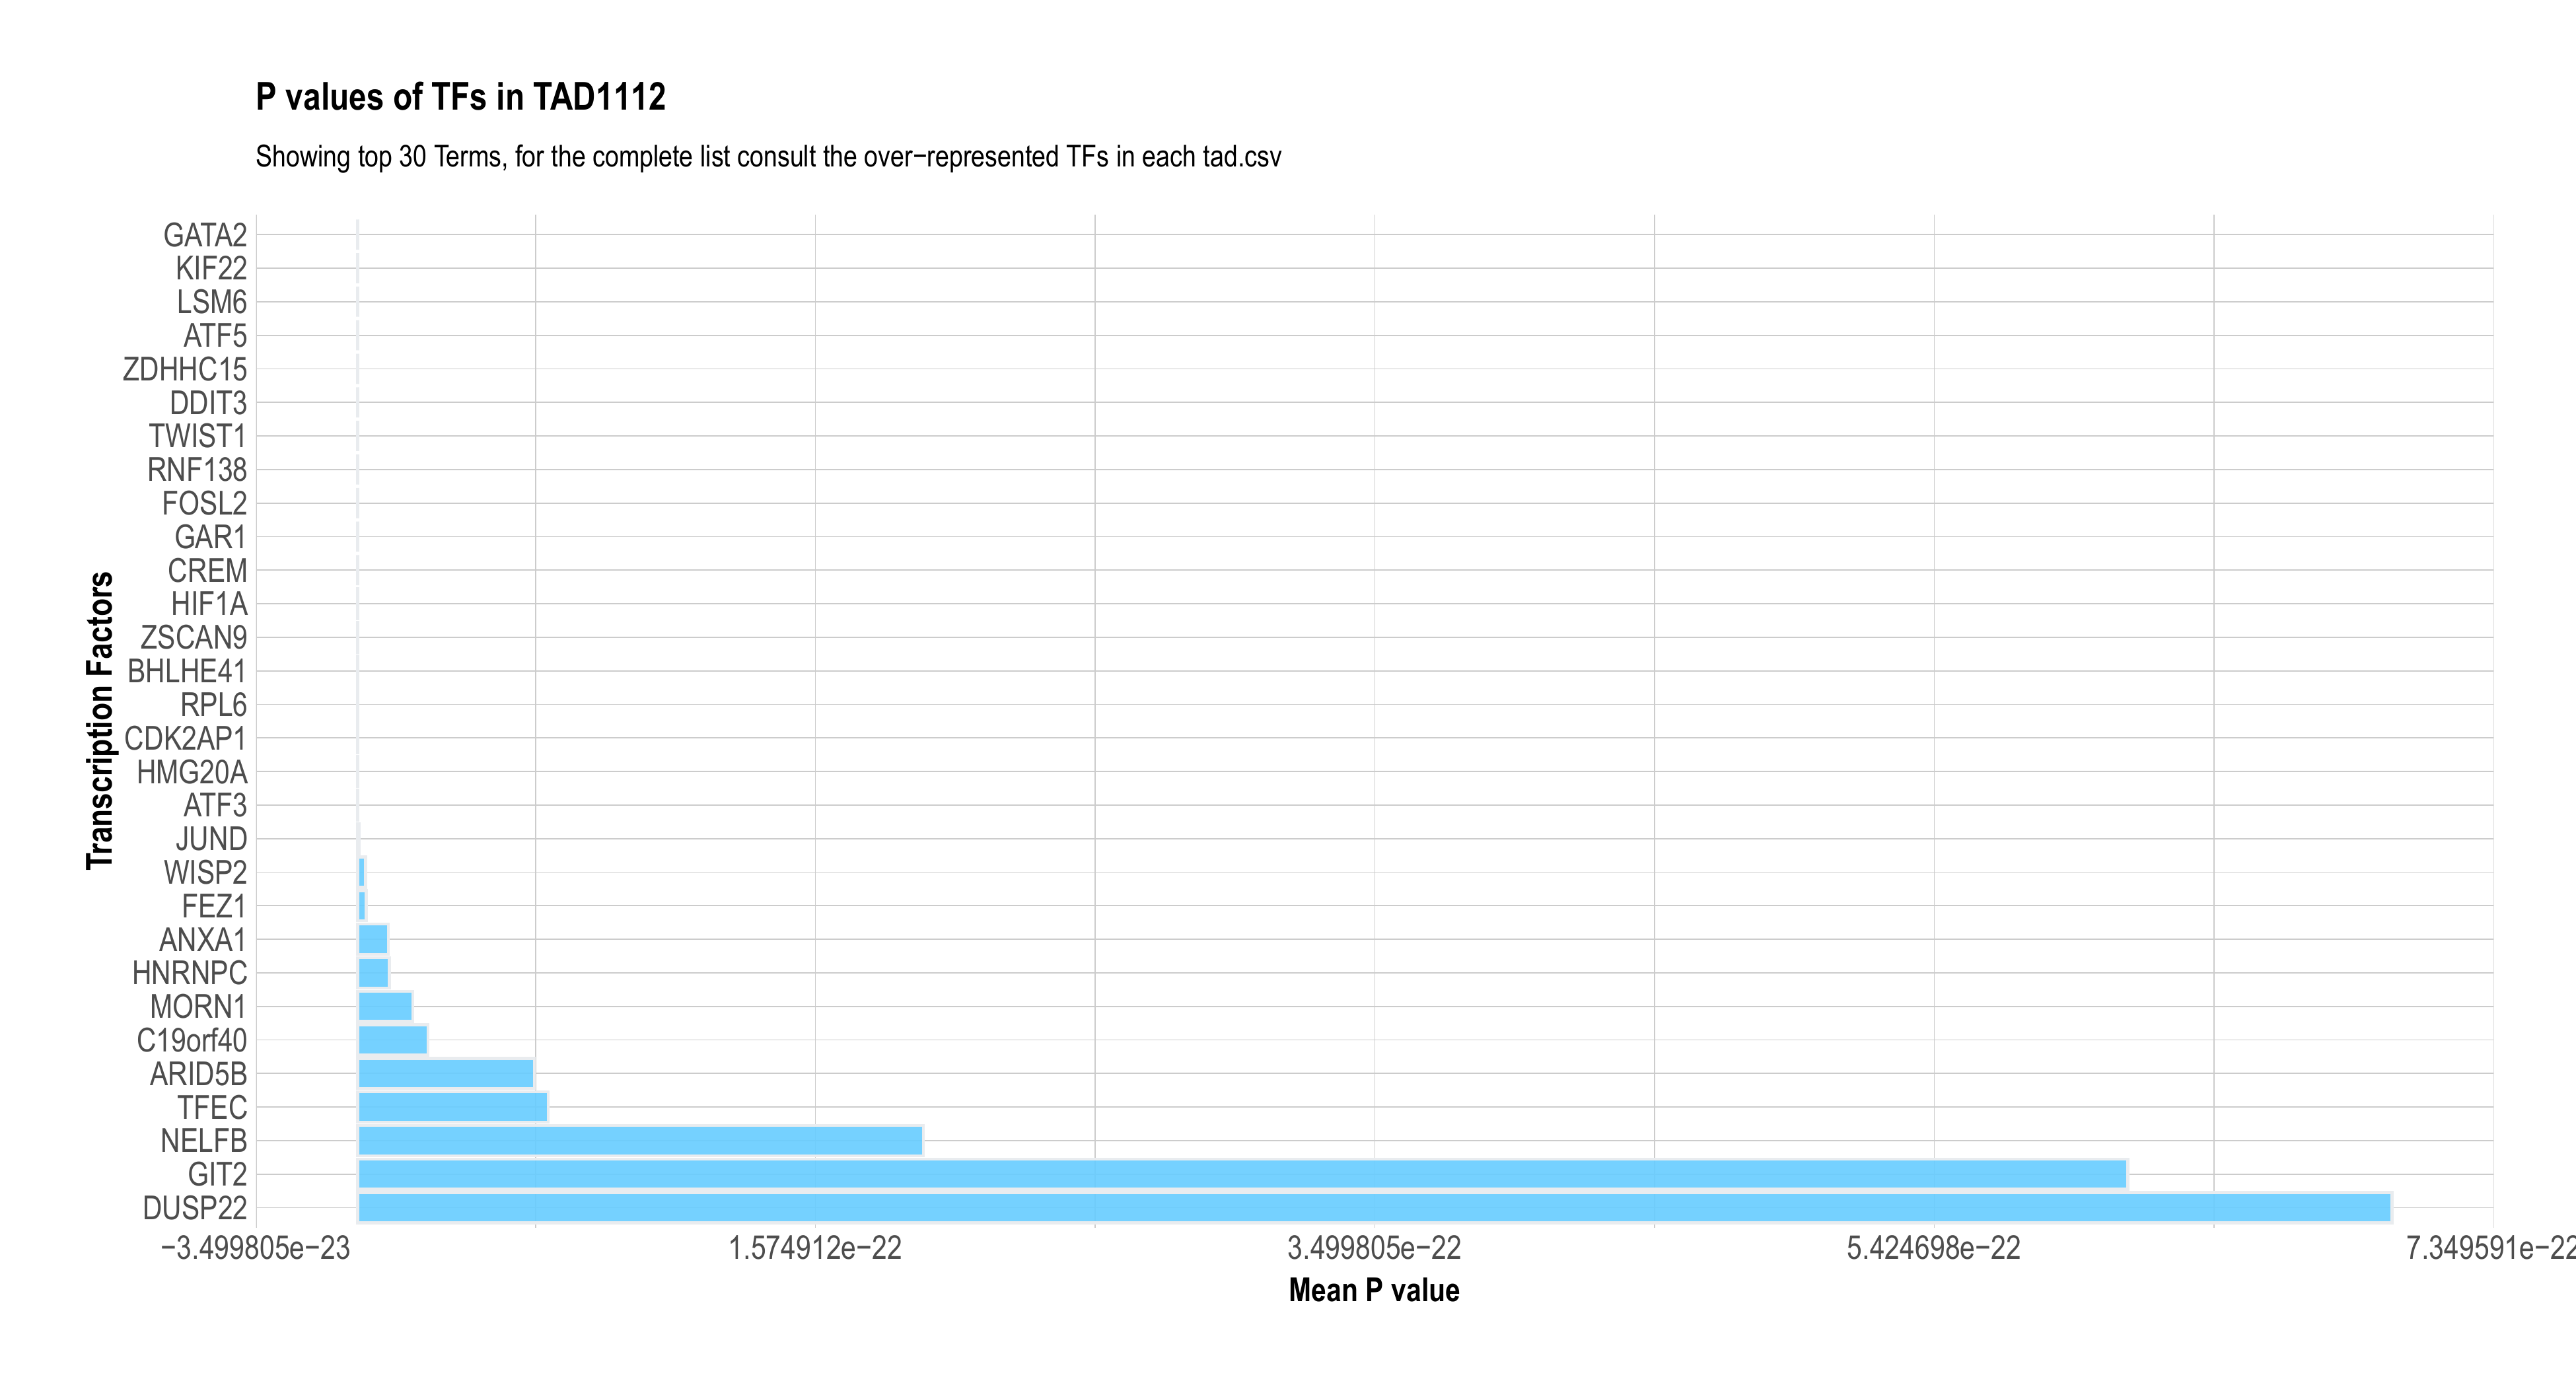 P values of TFs in TAD1112
Showing top 30 Terms, for the complete list consult the over−represented TFs in each tad.csv
Transcription Factors
GATA2
KIF22
LSM6
ATF5
ZDHHC15
DDIT3
TWIST1
RNF138
FOSL2
GAR1
CREM
HIF1A
ZSCAN9
BHLHE41
RPL6
CDK2AP1
HMG20A
ATF3
JUND
WISP2
FEZ1
ANXA1
HNRNPC
MORN1
C19orf40
ARID5B
TFEC
NELFB
GIT2
DUSP22
−3.499805e−23 1.574912e−22 3.499805e−22 5.424698e−22 7.349591e−22
Mean P value